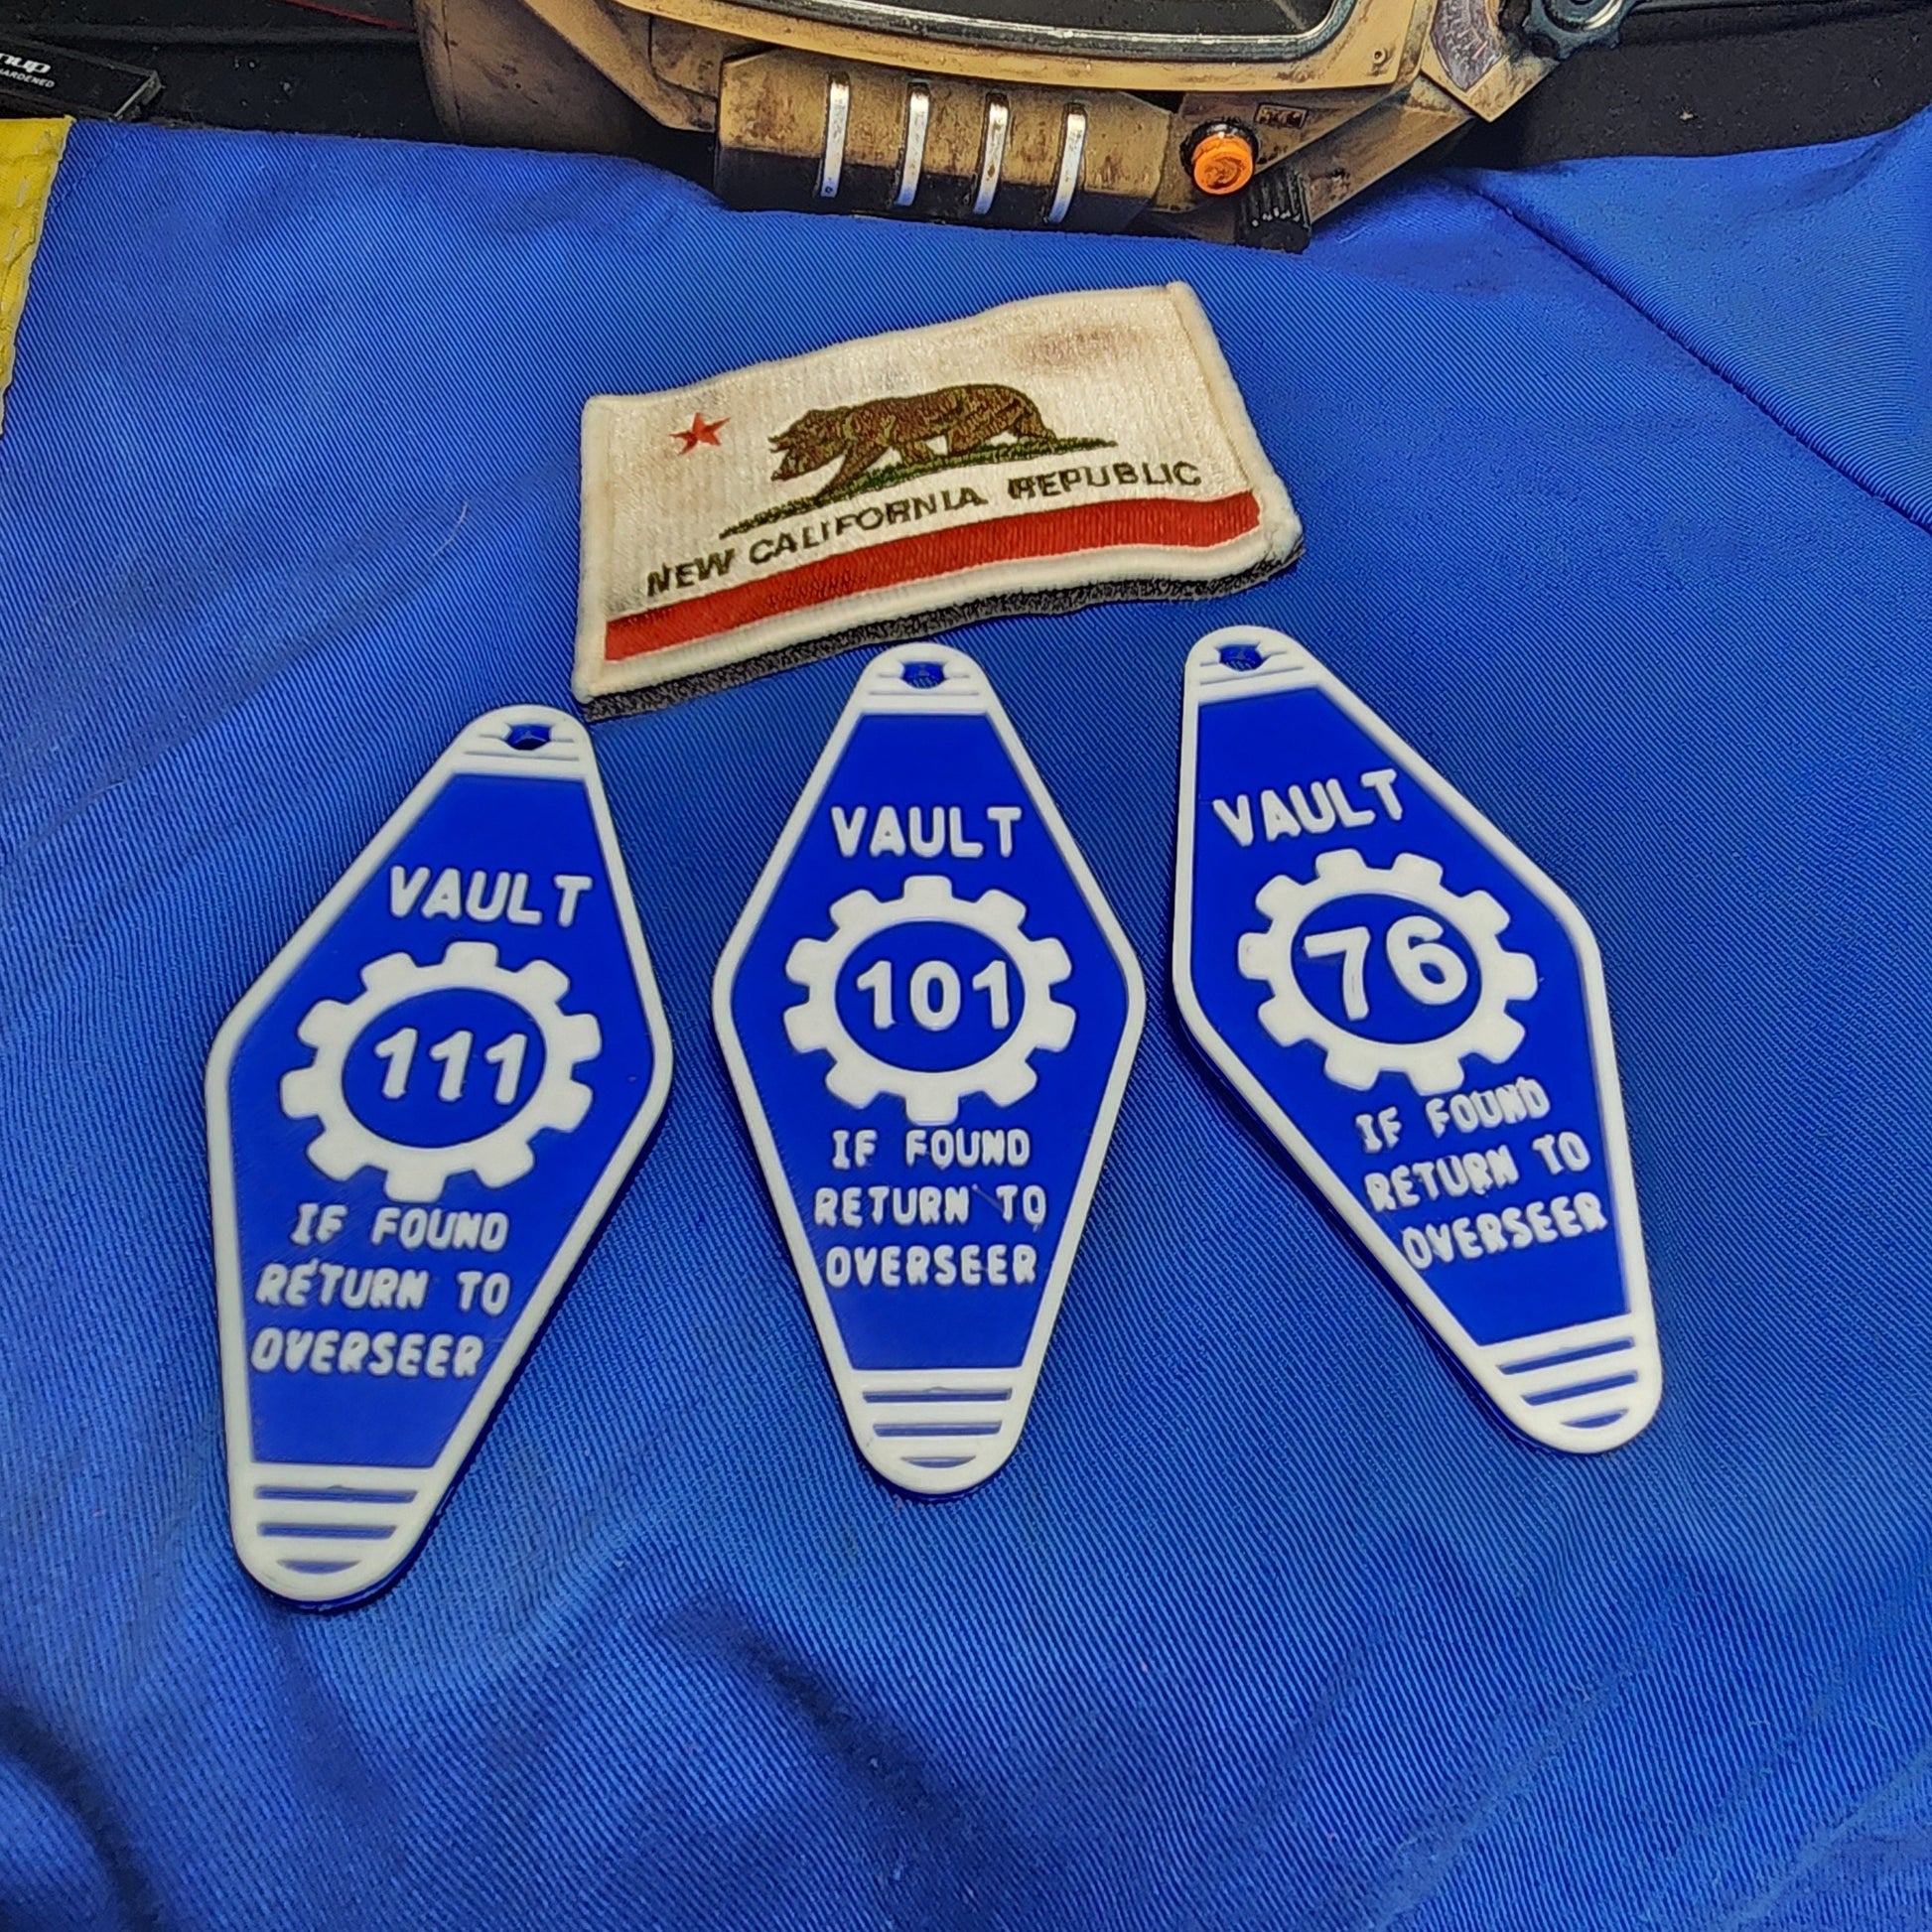 HARDENED
NEW CALIFORNIA REPUBLIC
VAULT
111
IF FOUND
RETURN TO
OVERSEER
VAULT
101
IF FOUND
RETURN TO
OVERSEER
VAULT
76
IF FOUND
RETURN TO
OVERSEER